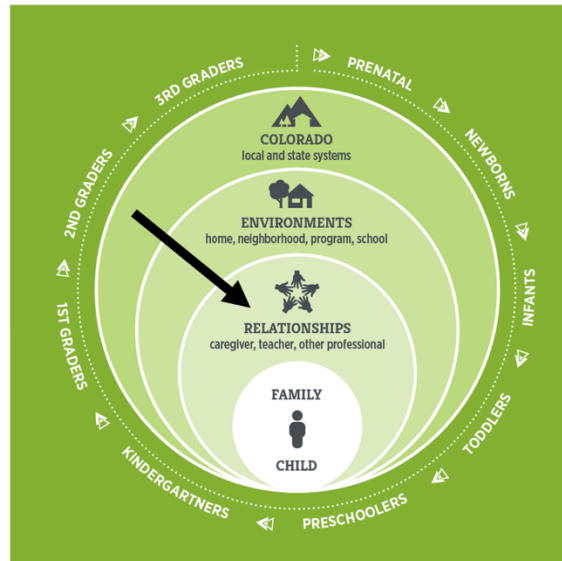 PRENATAL
NEWBORNS
INFANTS
TODDLERS
PRESCHOOLERS
KINDERGARTNERS
1ST GRADERS
2ND GRADERS
3RD GRADERS
COLORADO
local and state systems
ENVIRONMENTS
home, neighborhood, program, school
RELATIONSHIPS
caregiver, teacher, other professional
FAMILY
CHILD